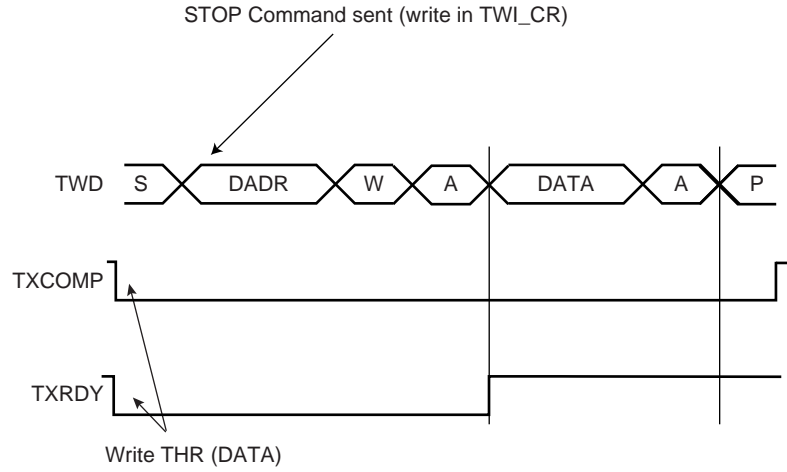 STOP Command sent (write in TWI_CR)
TWD S DADR W A DATA A P
TXCOMP
TXRDY
Write THR (DATA)